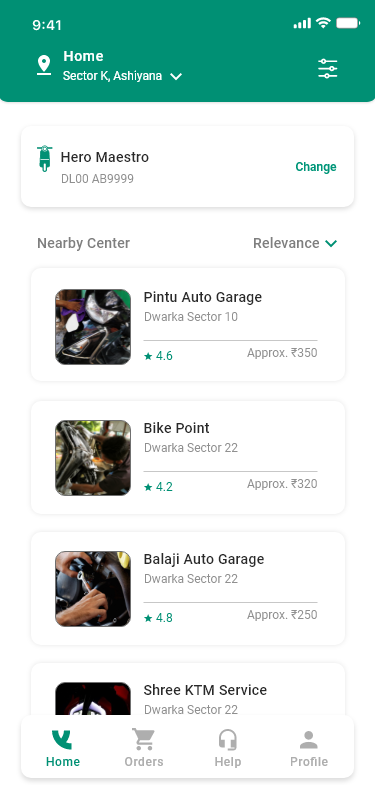 9:41
Home
Sector K, Ashiyana
Hero Maestro
DL00 AB9999
Change
Nearby Center
Relevance
Pintu Auto Garage
Dwarka Sector 10
★ 4.6
Approx. ₹350
Bike Point
Dwarka Sector 22
★ 4.2
Approx. ₹320
Balaji Auto Garage
Dwarka Sector 22
★ 4.8
Approx. ₹250
Shree KTM Service
Dwarka Sector 22
Home
Orders
Help
Profile